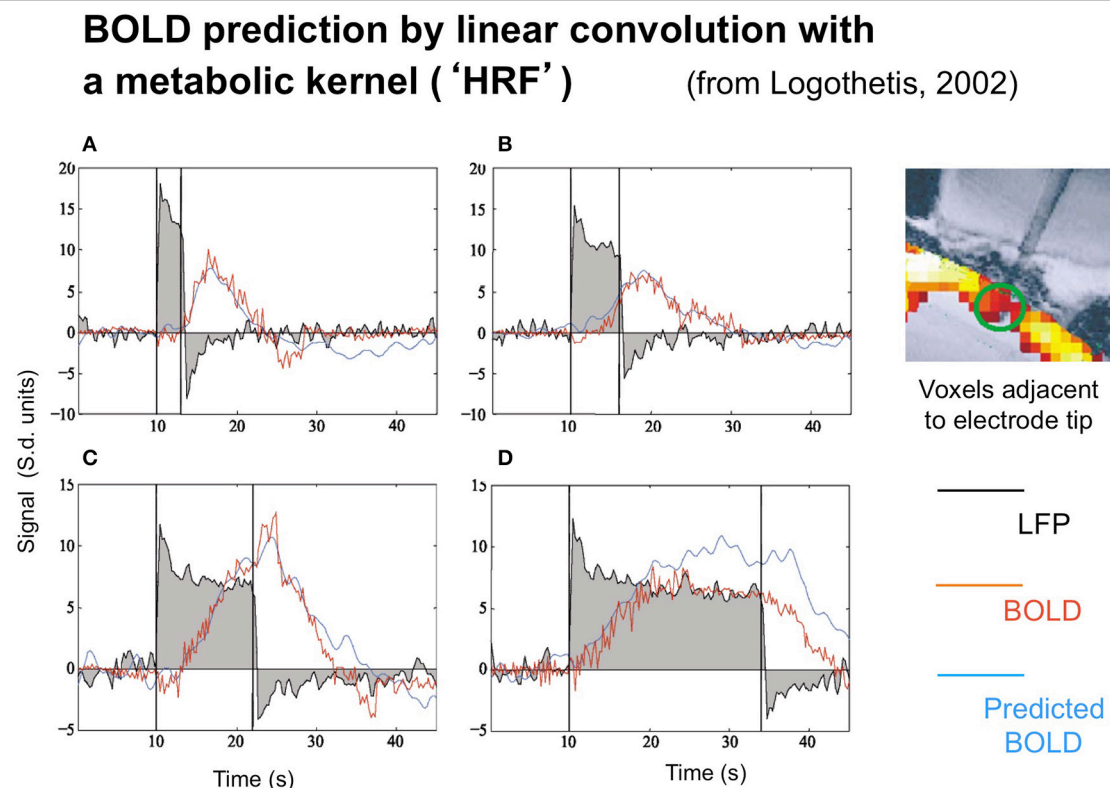 BOLD prediction by linear convolution with
a metabolic kernel (‘HRF’)
(from Logothetis, 2002)
A
B
20
15
10
5
0
−5
−10
10
20
30
40
20
15
10
5
0
−5
−10
10
20
30
40
Voxels adjacent
to electrode tip
Signal (S.d. units)
C
D
15
10
5
0
−5
10
20
30
40
Time (s)
15
10
5
0
−5
10
20
30
40
Time (s)
LFP
BOLD
Predicted
BOLD